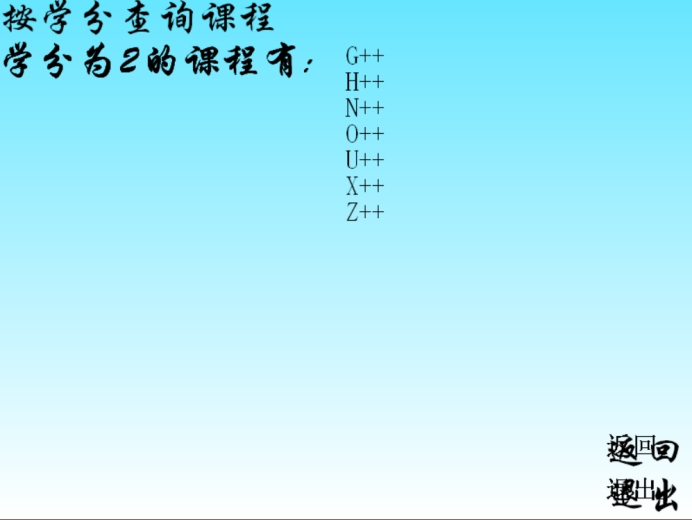 按学分查询课程
学分为2的课程有:
G++
H++
N++
O++
U++
X++
Z++
返回
退出